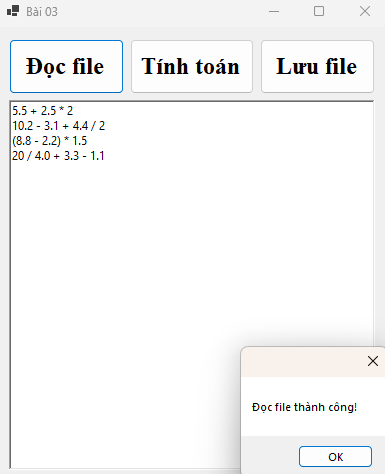 Bài 03
Đọc file
Tính toán
Lưu file
5.5 + 2.5 * 2
10.2 - 3.1 + 4.4 / 2
(8.8 - 2.2) * 1.5
20 / 4.0 + 3.3 - 1.1
Đọc file thành công!
OK